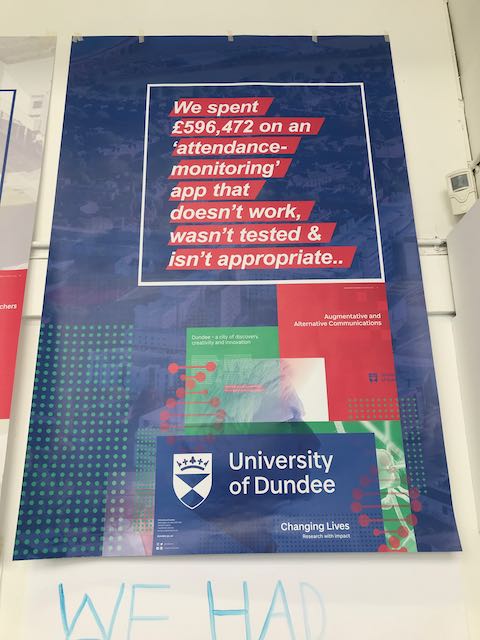 We spent
£596,472 on an
‘attendance-
monitoring’
app that
doesn’t work,
wasn’t tested &
isn’t appropriate..
chers
Augmentative and
Alternative Communications
Dundee - a city of discovery,
creativity and innovation
University
of Dundee
Changing Lives
Research with impact
WE HAD